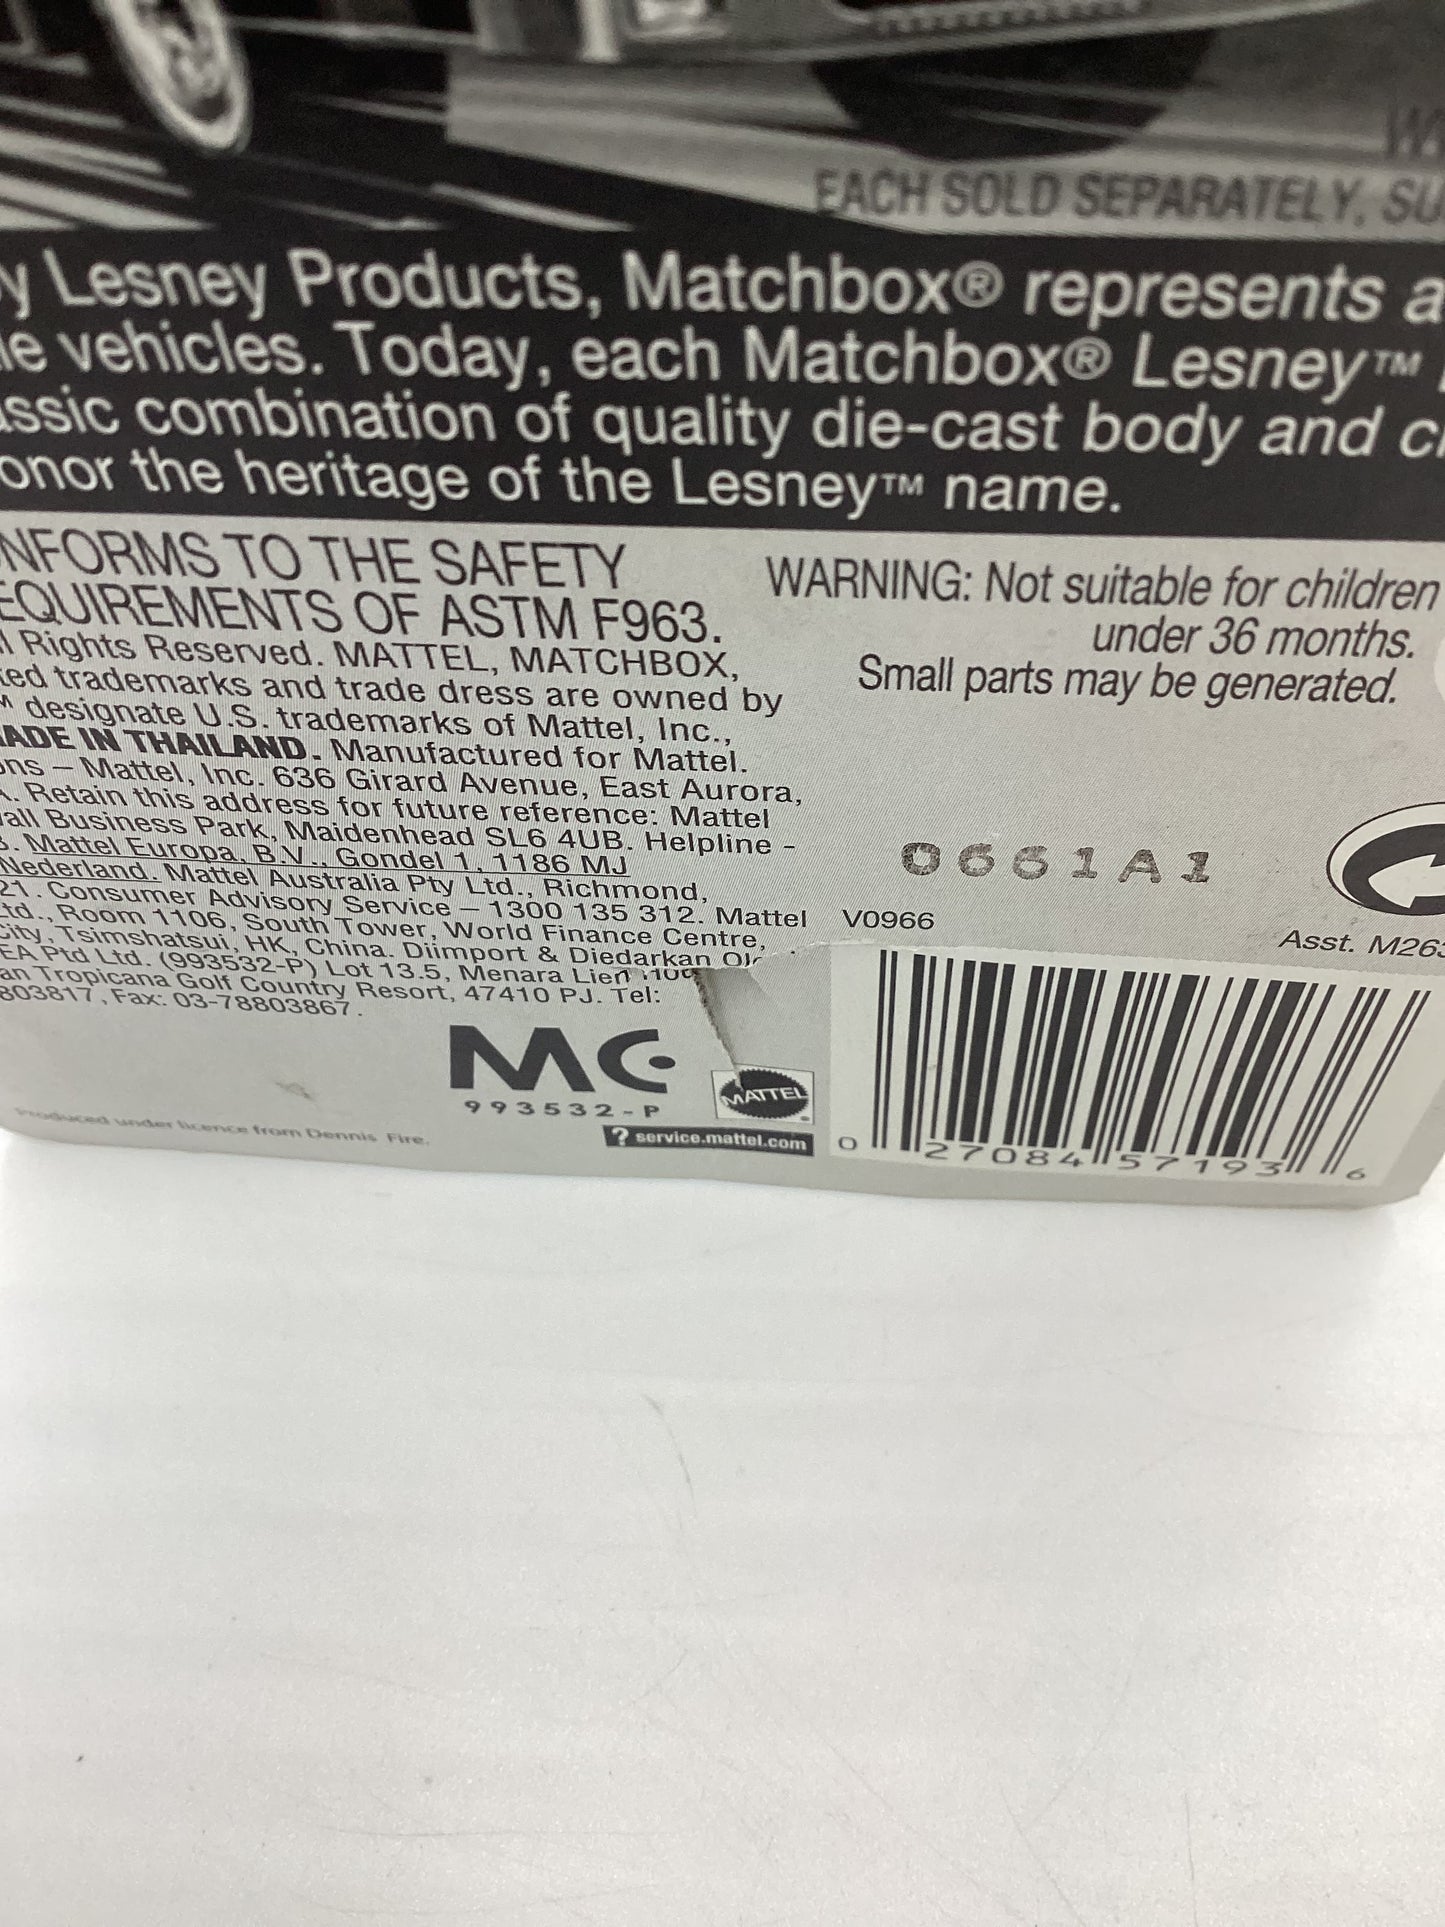 EACH SOLD SEPARATELY, SU
y Lesney Products, Matchbox® represents a
le vehicles. Today, each Matchbox® Lesney™
assic combination of quality die-cast body and c
onor the heritage of the Lesney™ name.
NFORMS TO THE SAFETY
EQUIREMENTS OF ASTM F963.
l Rights Reserved. MATTEL, MATCHBOX,
ed trademarks and trade dress are owned by
™ designate U.S. trademarks of Mattel, Inc.,
ADE IN THAILAND. Manufactured for Mattel.
ons – Mattel, Inc. 636 Girard Avenue, East Aurora,
A. Retain this address for future reference: Mattel
all Business Park, Maidenhead SL6 4UB. Helpline -
3. Mattel Europa, B.V., Gondel 1, 1186 MJ
Nederland. Mattel Australia Pty Ltd., Richmond,
21. Consumer Advisory Service – 1300 135 312. Mattel
td., Room 1106, South Tower, World Finance Centre,
City, Tsimshatsui, HK, China. Diimport & Diedarkan Ol
EA Ptd Ltd. (993532-P) Lot 13.5, Menara Lien
an Tropicana Golf Country Resort, 47410 PJ. Tel:
803817, Fax: 03-78803867.
WARNING: Not suitable for children
under 36 months.
Small parts may be generated.
0661A1
V0966
Asst. M263
MC
993532-P
MATTEL
? service.mattel.com
Produced under licence from Dennis Fire.
0 27084 57193 6